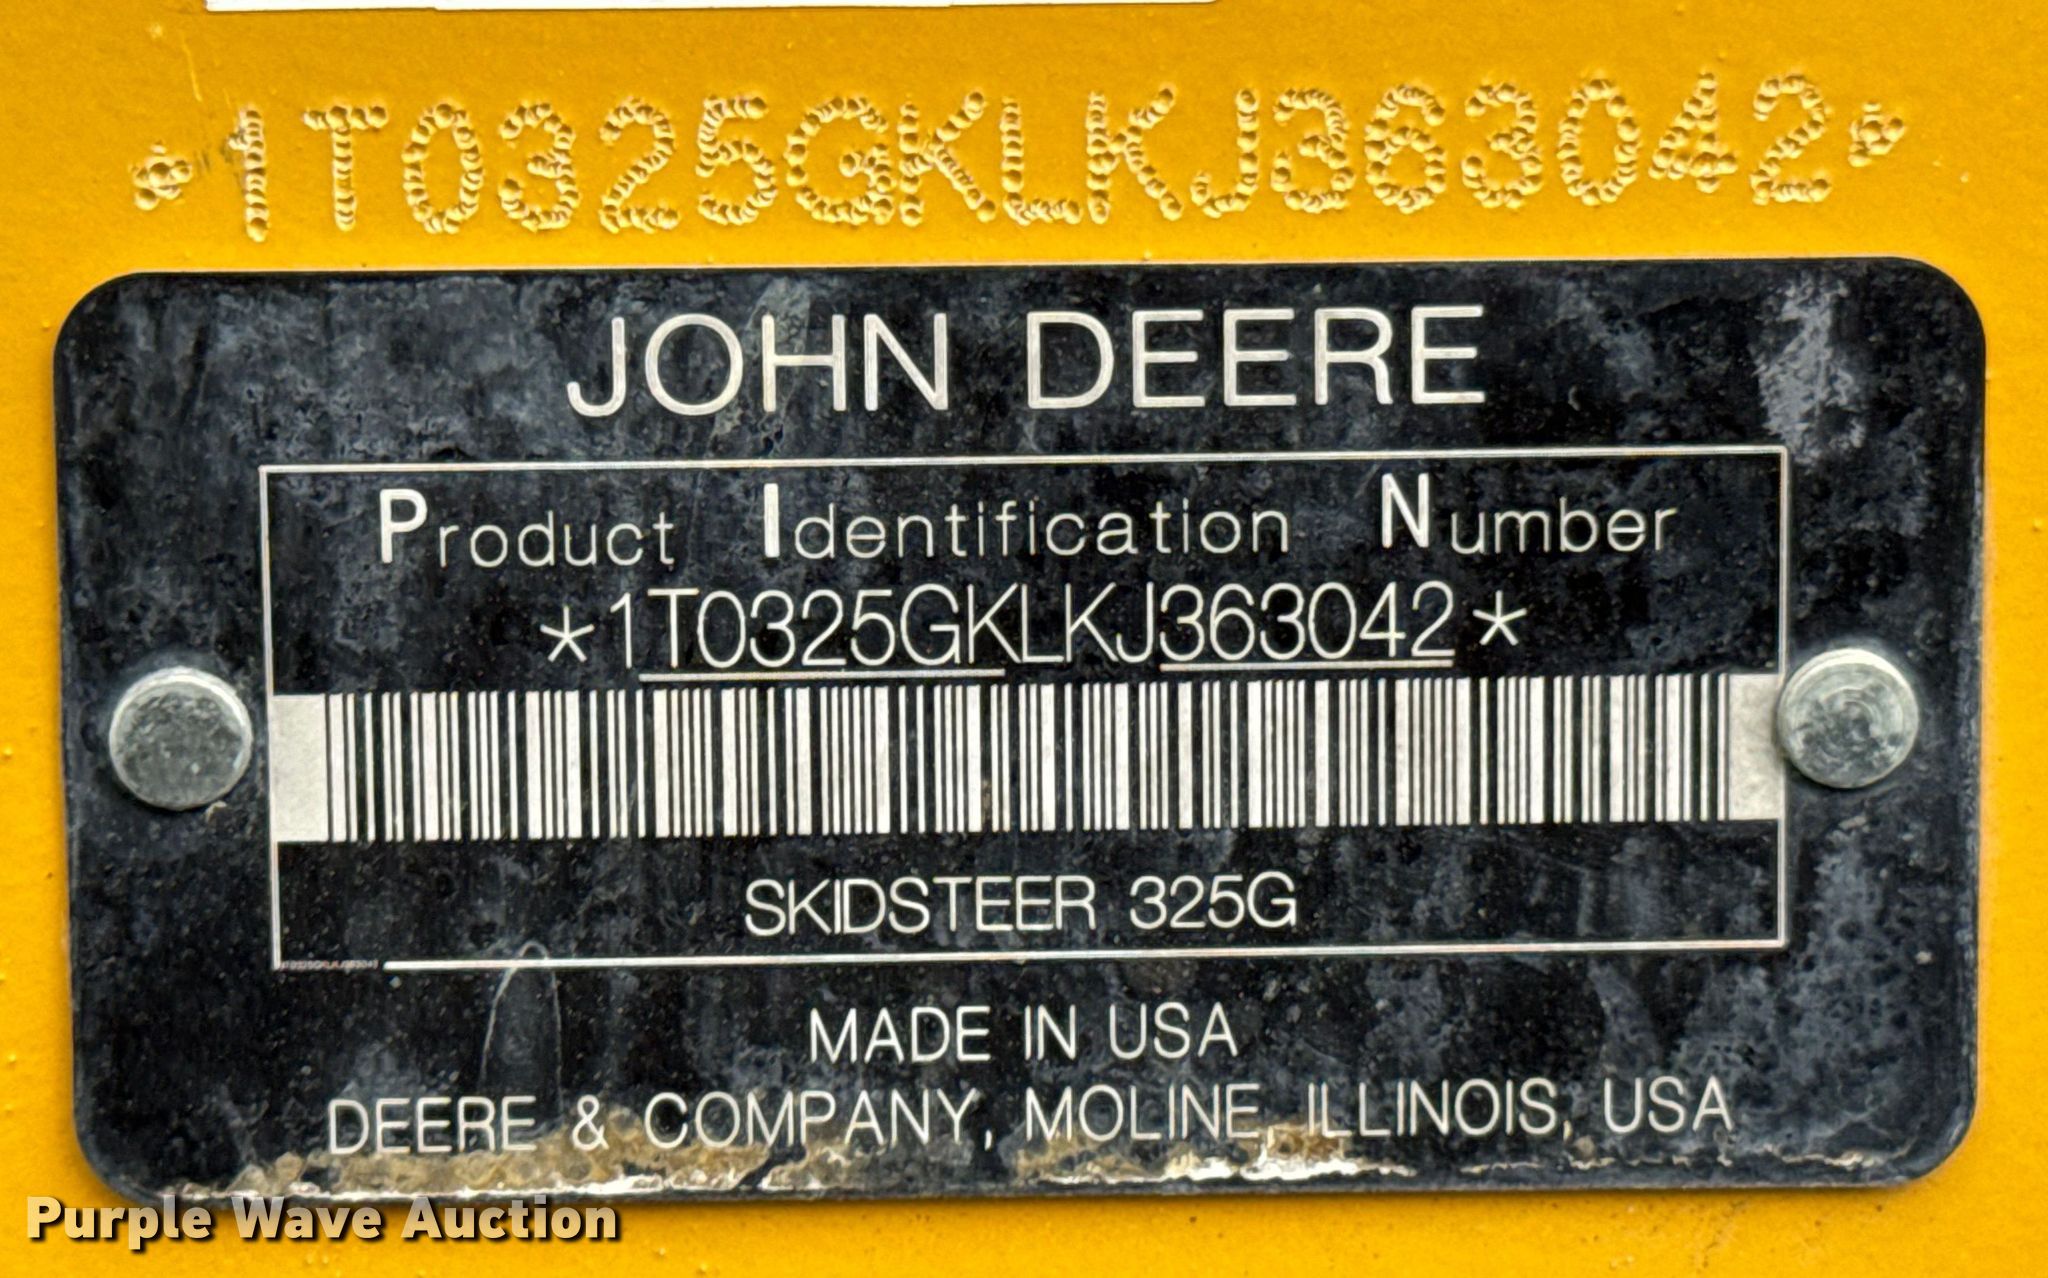 *1T0325GKLKJ363042*
JOHN DEERE
Product Identification Number
*1T0325GKLKJ363042*
SKIDSTEER 325G
MADE IN USA
DEERE & COMPANY, MOLINE, ILLINOIS, USA
Purple Wave Auction